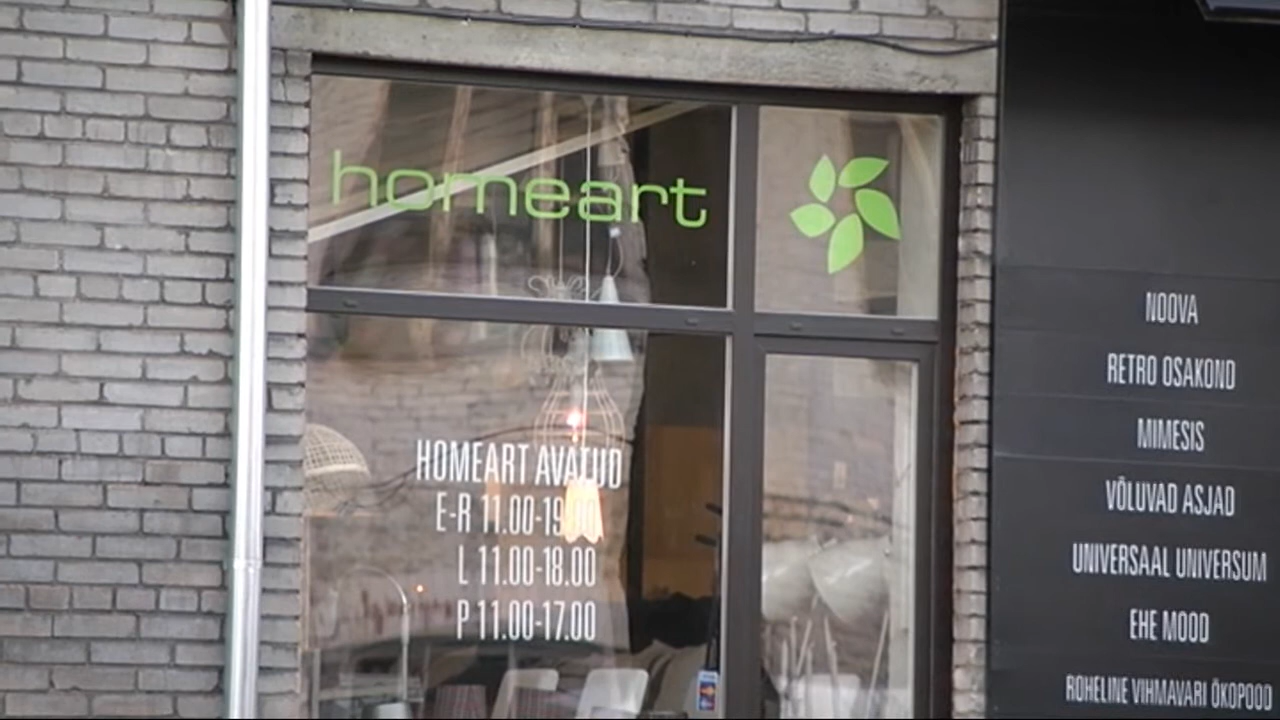 homeart
HOMEART AVATUD
E-R 11.00-19.00
L 11.00-18.00
P 11.00-17.00
NOOVA
RETRO OSAKOND
MIMESIS
VÕLUVAD ASJAD
UNIVERSAAL UNIVERSUM
EHE MOOD
ROHELINE VIHMAVARI ÖKOPOOD